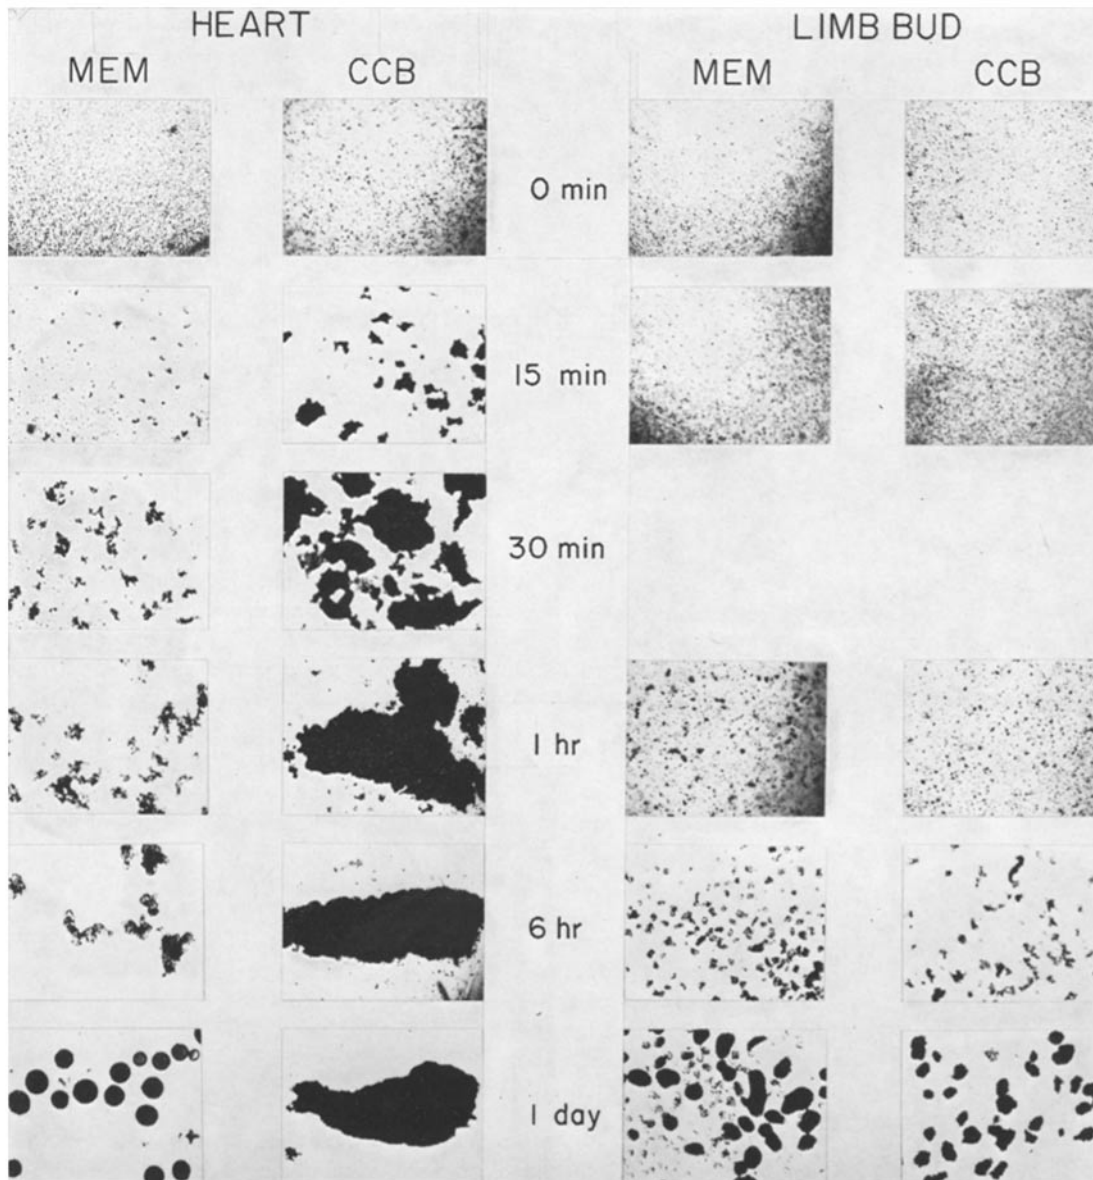 HEART LIMB BUD
MEM CCB MEM CCB
0 min
15 min
30 min
1 hr
6 hr
1 day